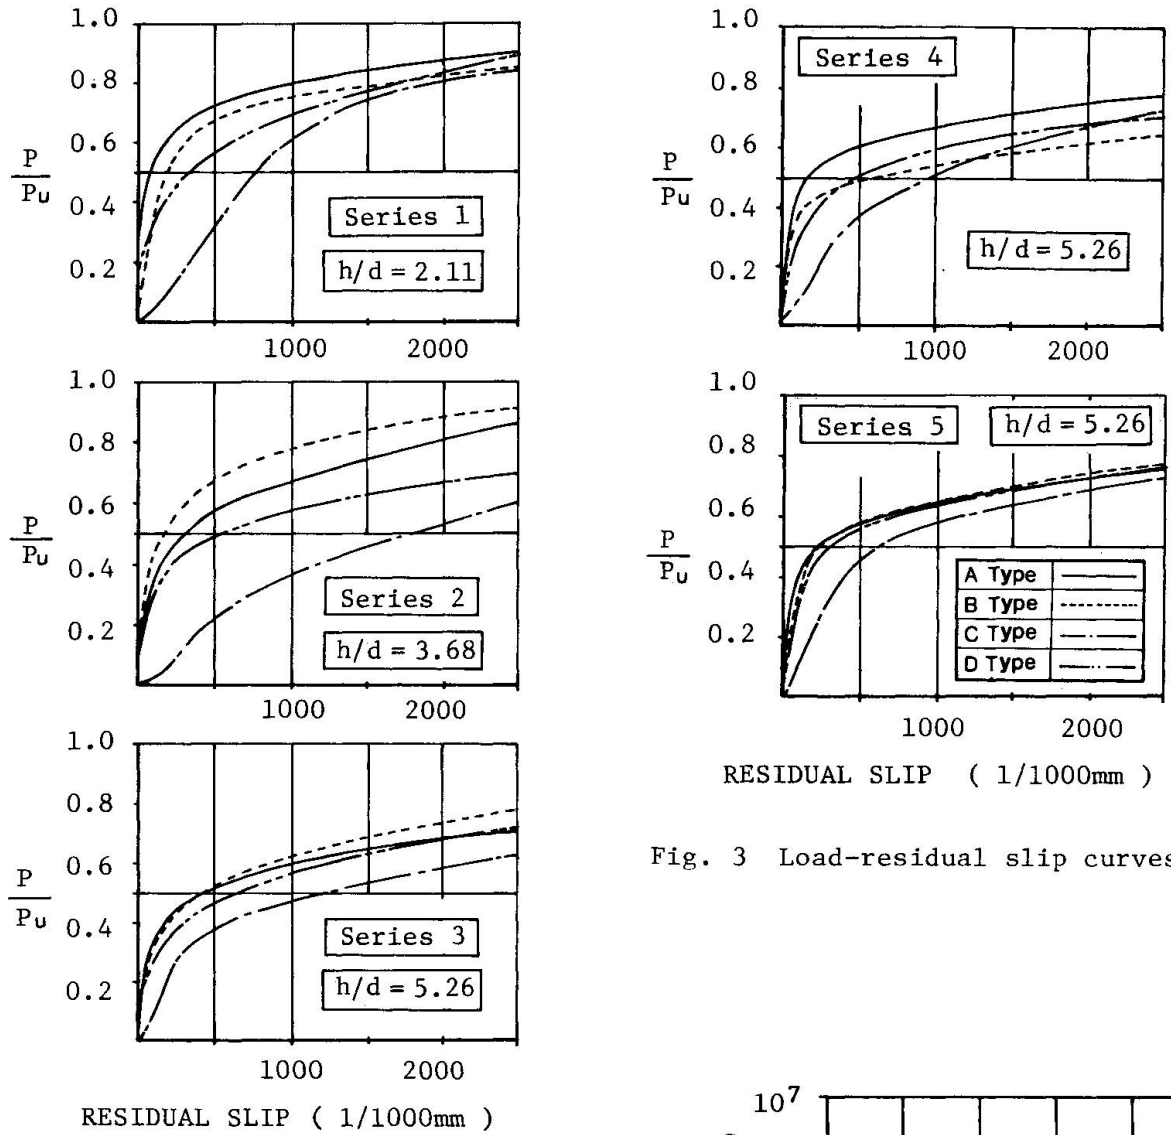 1.0
0.8
0.6
P
Pu
0.4
0.2
Series 1
h/d = 2.11
1000 2000
1.0
0.8
0.6
P
Pu
0.4
0.2
Series 2
h/d = 3.68
1000 2000
1.0
0.8
0.6
P
Pu
0.4
0.2
Series 3
h/d = 5.26
1000 2000
RESIDUAL SLIP ( 1/1000mm )
1.0
0.8
0.6
P
Pu
0.4
0.2
Series 4
h/d = 5.26
1000 2000
1.0
0.8
0.6
P
Pu
0.4
0.2
Series 5 h/d = 5.26
A Type
B Type
C Type
D Type
1000 2000
RESIDUAL SLIP ( 1/1000mm )
Fig. 3 Load-residual slip curves
10⁷